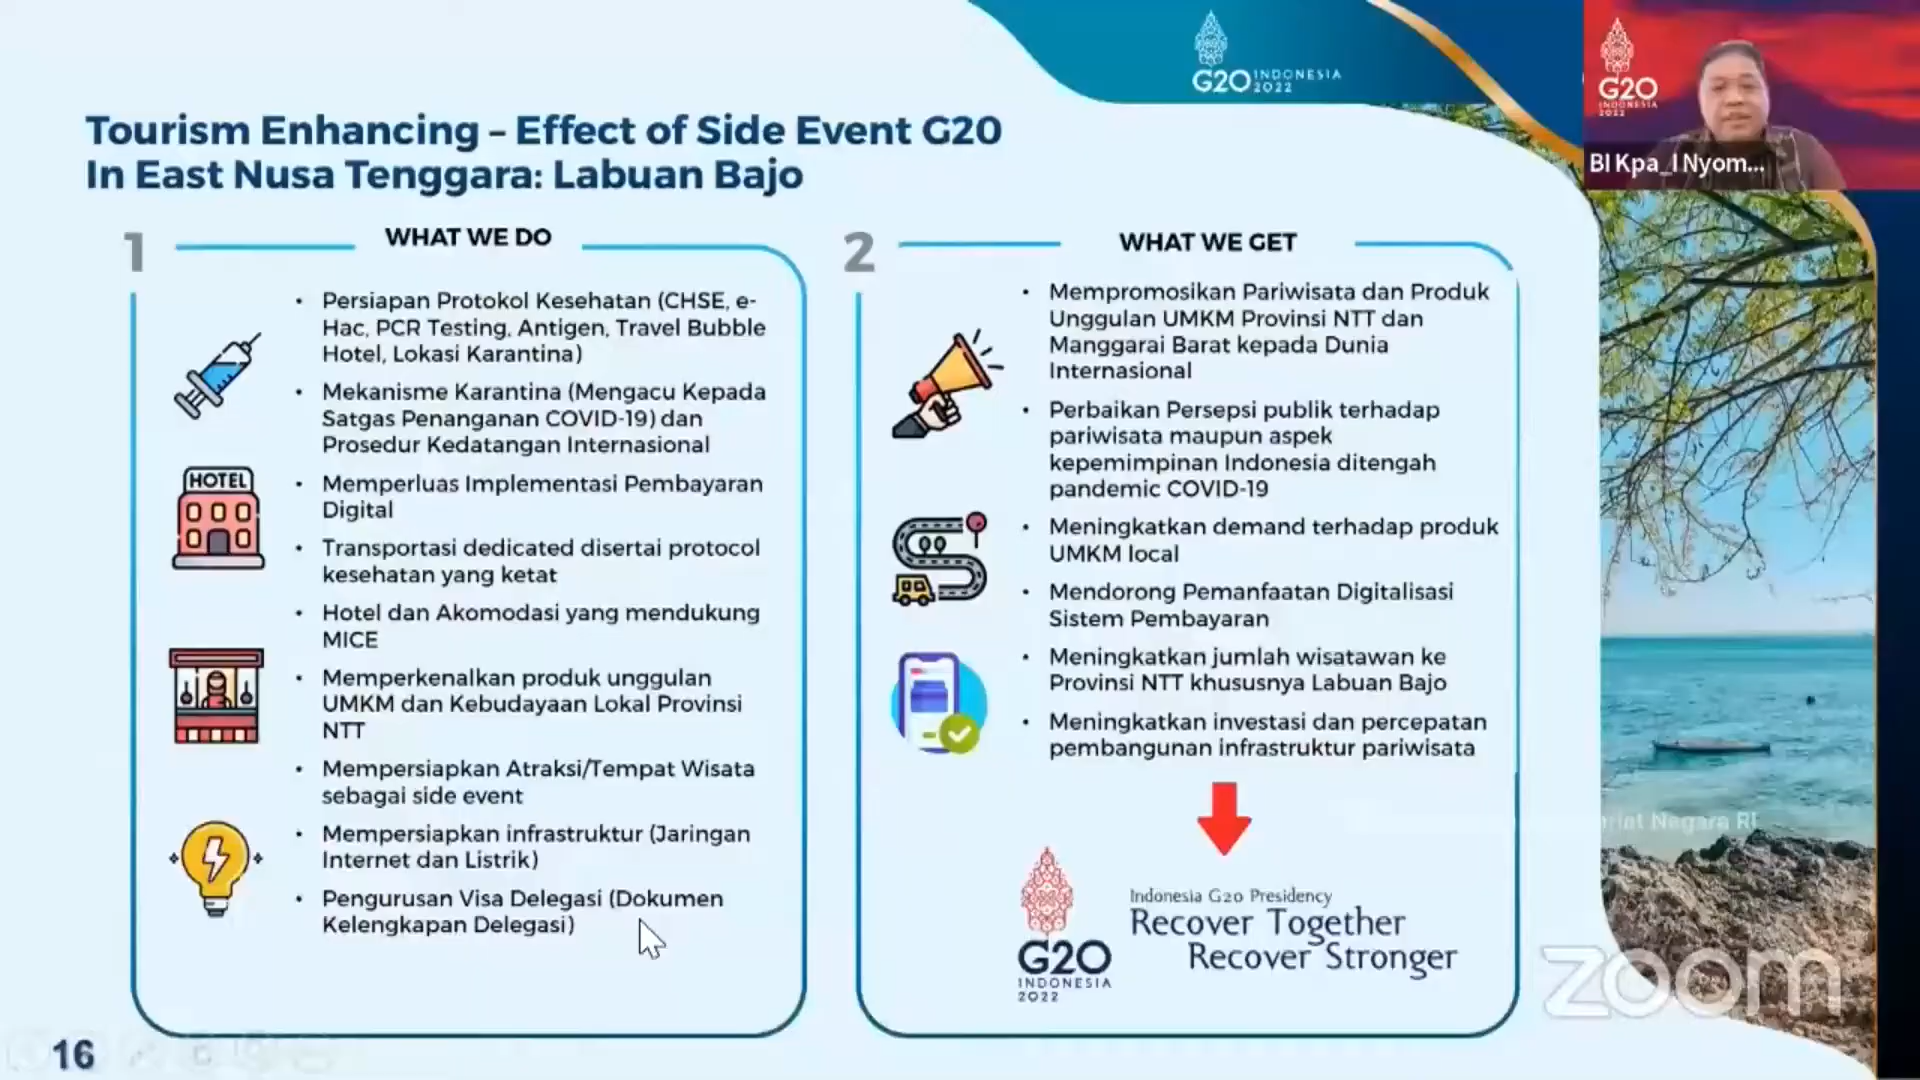 G20 INDONESIA
2022
G20
INDONESIA
2022
BI Kpa_I Nyom...
Tourism Enhancing – Effect of Side Event G20
In East Nusa Tenggara: Labuan Bajo
1
WHAT WE DO
• Persiapan Protokol Kesehatan (CHSE, e-
Hac, PCR Testing, Antigen, Travel Bubble
Hotel, Lokasi Karantina)
• Mekanisme Karantina (Mengacu Kepada
Satgas Penanganan COVID-19) dan
Prosedur Kedatangan Internasional
HOTEL
• Memperluas Implementasi Pembayaran
Digital
• Transportasi dedicated disertai protocol
kesehatan yang ketat
• Hotel dan Akomodasi yang mendukung
MICE
• Memperkenalkan produk unggulan
UMKM dan Kebudayaan Lokal Provinsi
NTT
• Mempersiapkan Atraksi/Tempat Wisata
sebagai side event
• Mempersiapkan infrastruktur (Jaringan
Internet dan Listrik)
• Pengurusan Visa Delegasi (Dokumen
Kelengkapan Delegasi)
2
WHAT WE GET
• Mempromosikan Pariwisata dan Produk
Unggulan UMKM Provinsi NTT dan
Manggarai Barat kepada Dunia
Internasional
• Perbaikan Persepsi publik terhadap
pariwisata maupun aspek
kepemimpinan Indonesia ditengah
pandemic COVID-19
• Meningkatkan demand terhadap produk
UMKM local
• Mendorong Pemanfaatan Digitalisasi
Sistem Pembayaran
• Meningkatkan jumlah wisatawan ke
Provinsi NTT khususnya Labuan Bajo
• Meningkatkan investasi dan percepatan
pembangunan infrastruktur pariwisata
G20
INDONESIA
2022
Indonesia G20 Presidency
Recover Together
Recover Stronger
Negara RI
zoom
16